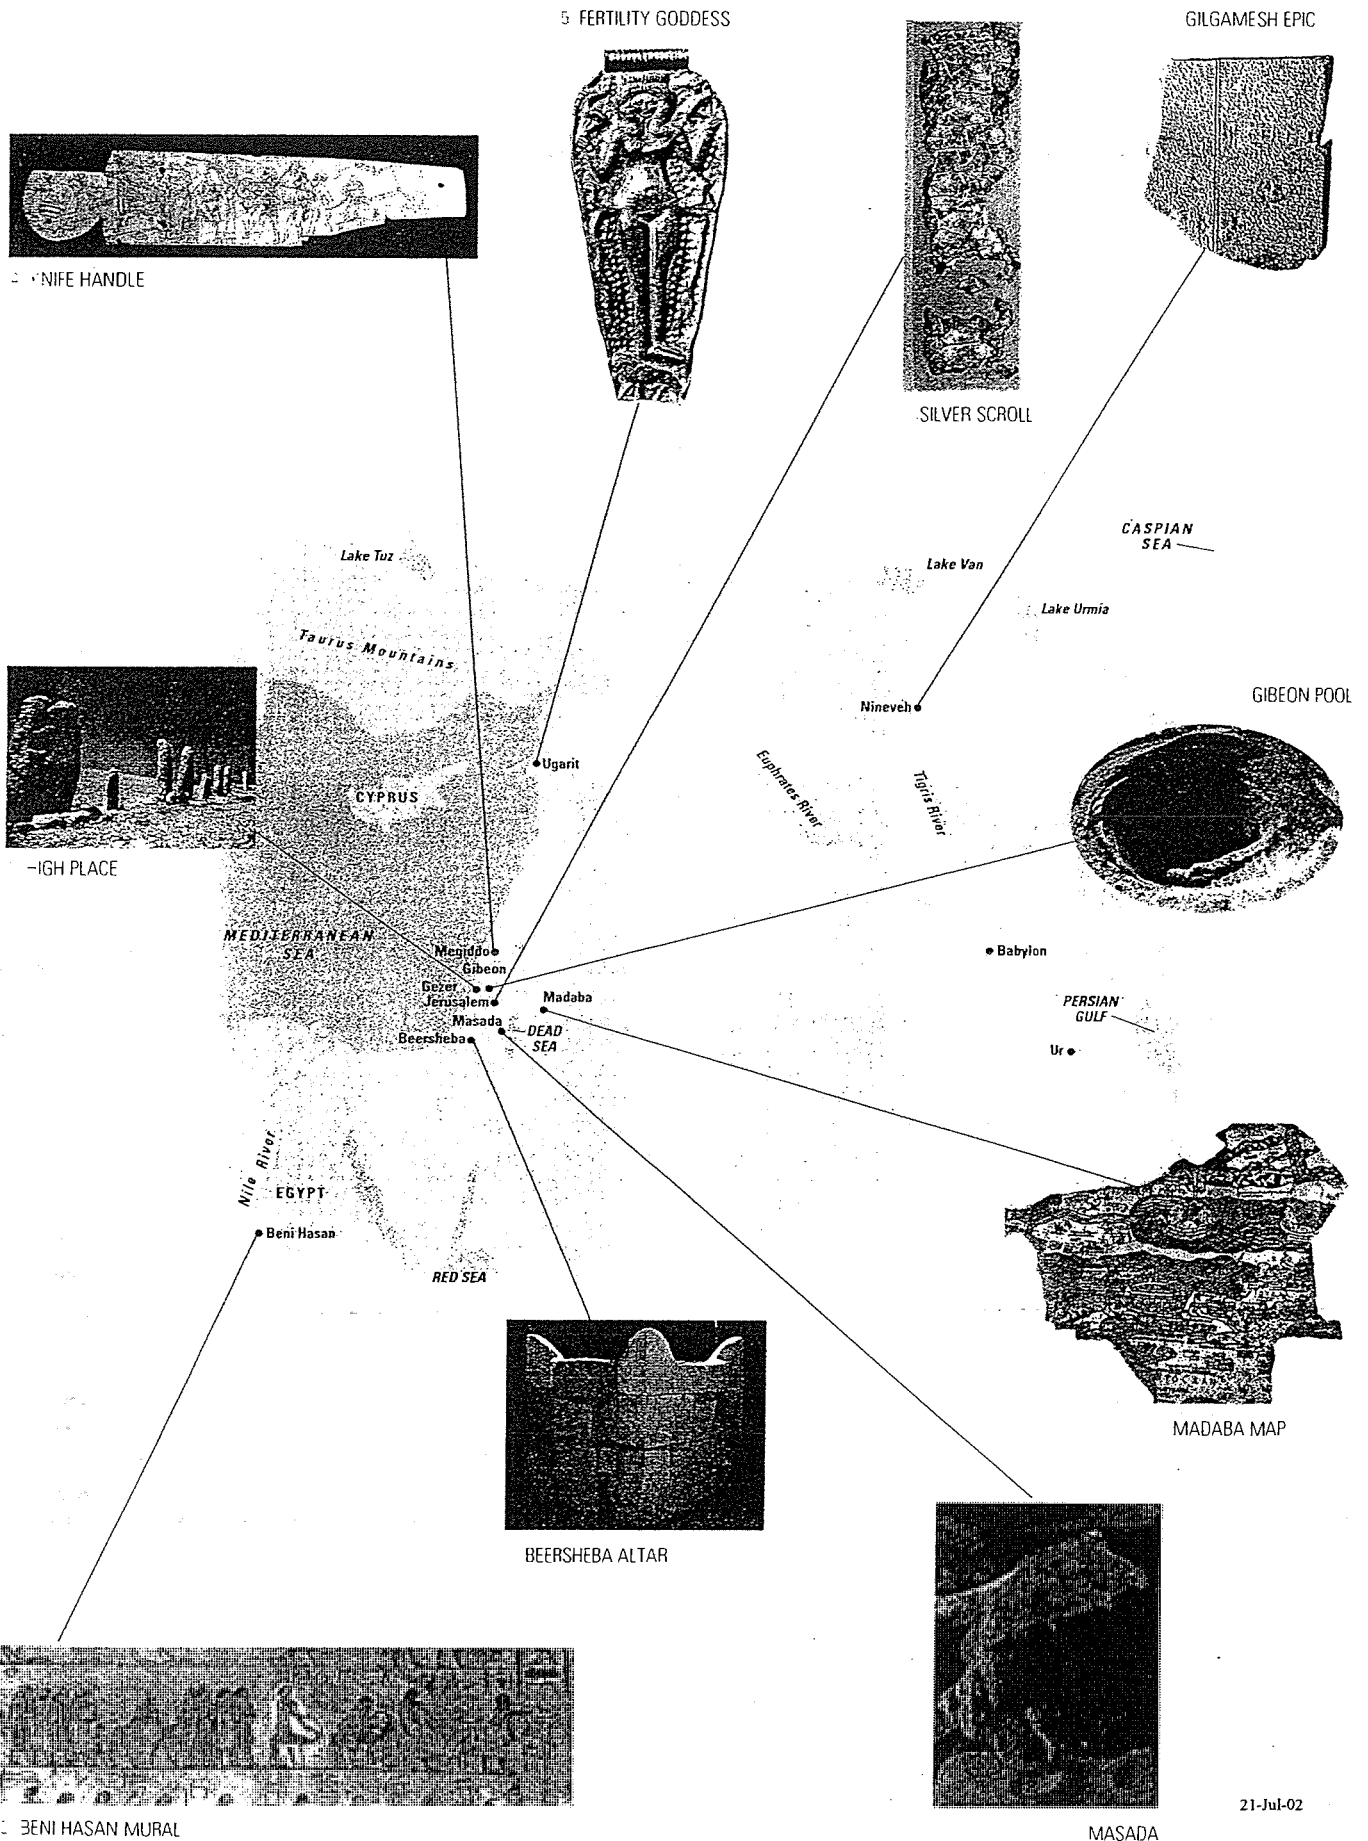 5 FERTILITY GODDESS
GILGAMESH EPIC
NIFE HANDLE
SILVER SCROLL
CASPIAN
SEA
Lake Tuz
Lake Van
Lake Urmia
Taurus Mountains
GIBEON POOL
Nineveh
Ugarit
Euphrates River
Tigris River
CYPRUS
IGH PLACE
MEDITERRANEAN
SEA
Megiddo
Gibeon
Babylon
Gezer
Jerusalem
Madaba
PERSIAN
GULF
Masada
DEAD
SEA
Beersheba
Ur
Nile River
EGYPT
Beni Hasan
RED SEA
MADABA MAP
BEERSHEBA ALTAR
21-Jul-02
BENI HASAN MURAL
MASADA